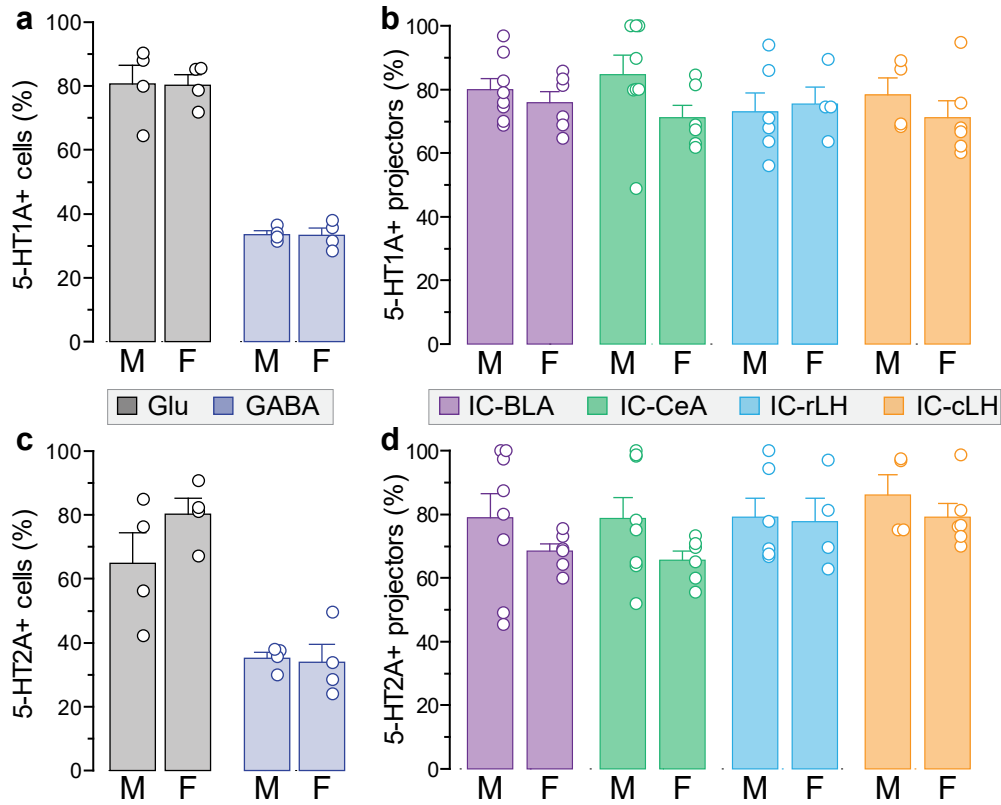 a
5-HT1A+ cells (%)
100
80
60
40
20
0
M F M F
b
5-HT1A+ projectors (%)
100
80
60
40
20
0
M F M F M F M F
Glu GABA
IC-BLA IC-CeA IC-rLH IC-cLH
c
5-HT2A+ cells (%)
100
80
60
40
20
0
M F M F
d
5-HT2A+ projectors (%)
100
80
60
40
20
0
M F M F M F M F